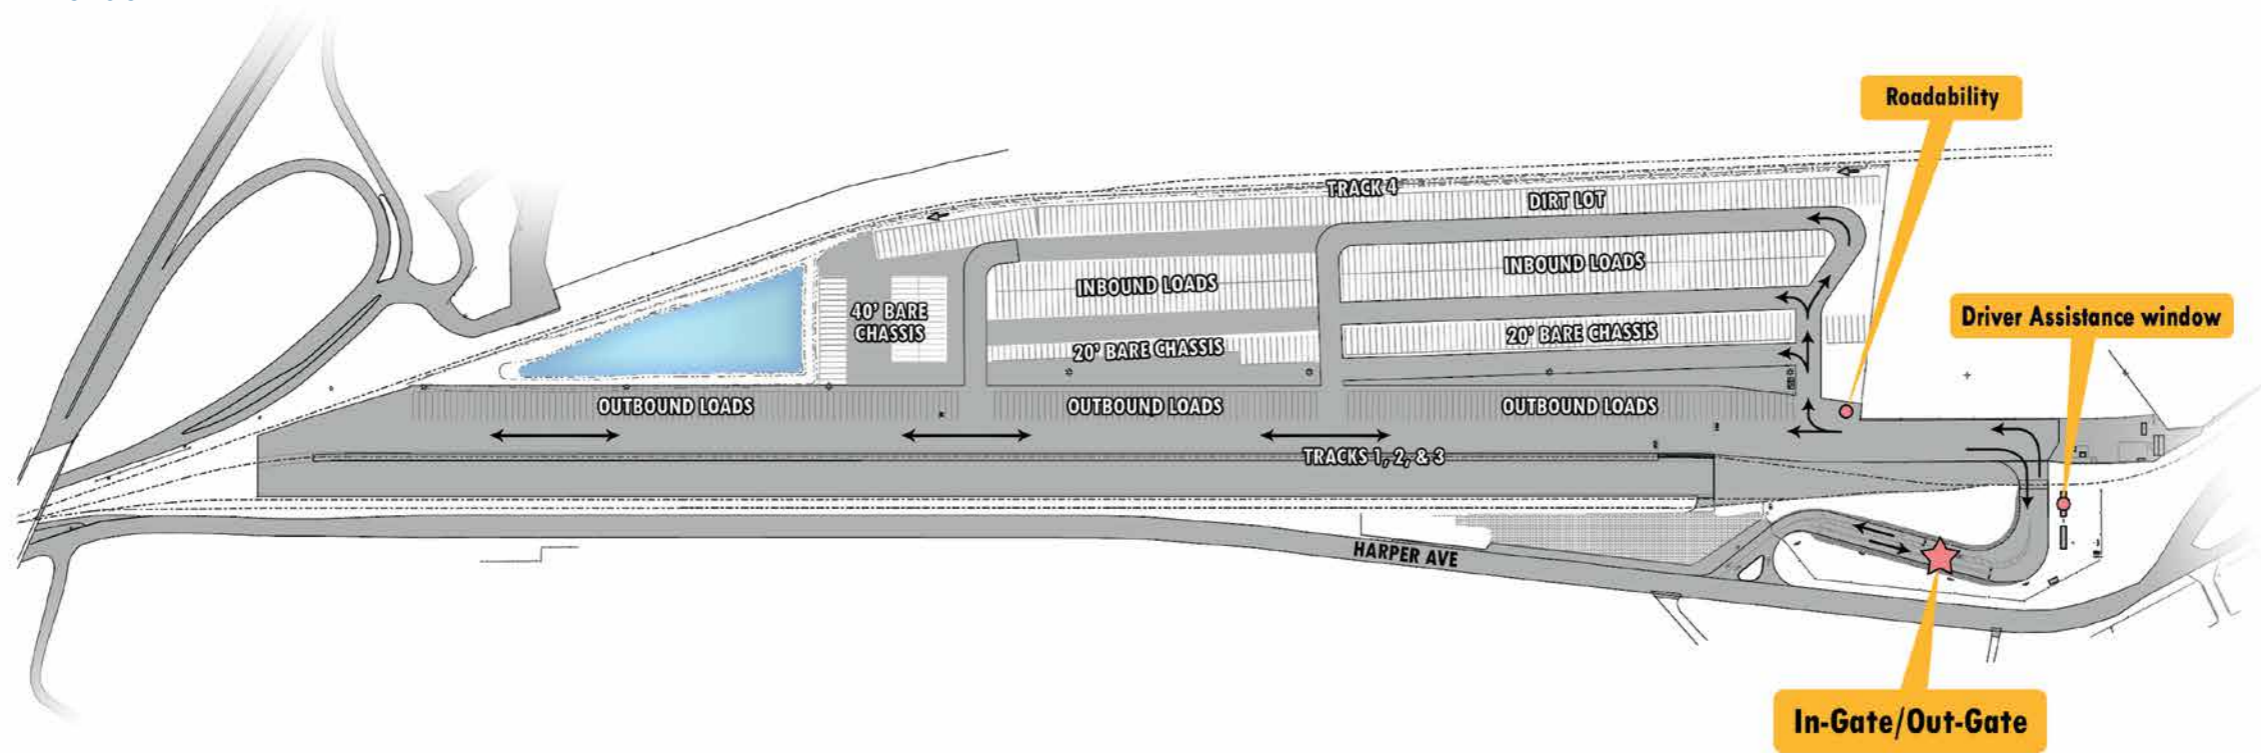 Roadability
TRACK 4
DIRT LOT
INBOUND LOADS
INBOUND LOADS
40' BARE
CHASSIS
Driver Assistance window
20' BARE CHASSIS
20' BARE CHASSIS
OUTBOUND LOADS
OUTBOUND LOADS
OUTBOUND LOADS
TRACKS 1, 2, & 3
HARPER AVE
In-Gate/Out-Gate